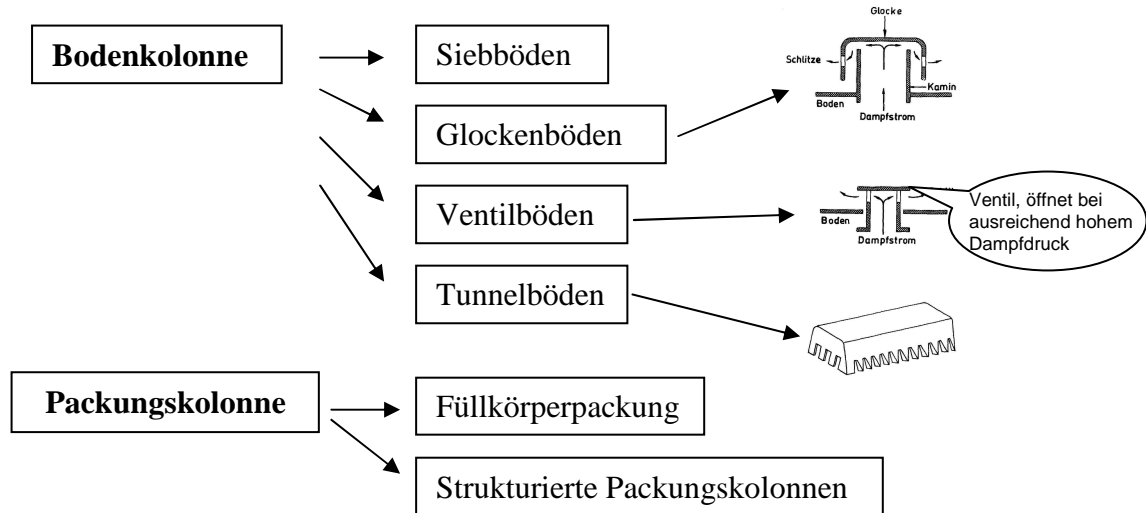 Bodenkolonne
Siebböden
Glocke
Schlitze
Kamin
Boden
Dampfstrom
Glockenböden
Ventilböden
Boden
Dampfstrom
Ventil, öffnet bei
ausreichend hohem
Dampfdruck
Tunnelböden
Packungskolonne
Füllkörperpackung
Strukturierte Packungskolonnen